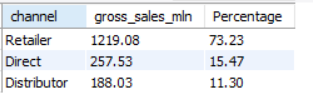 channel gross_sales_mln Percentage
Retailer 1219.08 73.23
Direct 257.53 15.47
Distributor 188.03 11.30